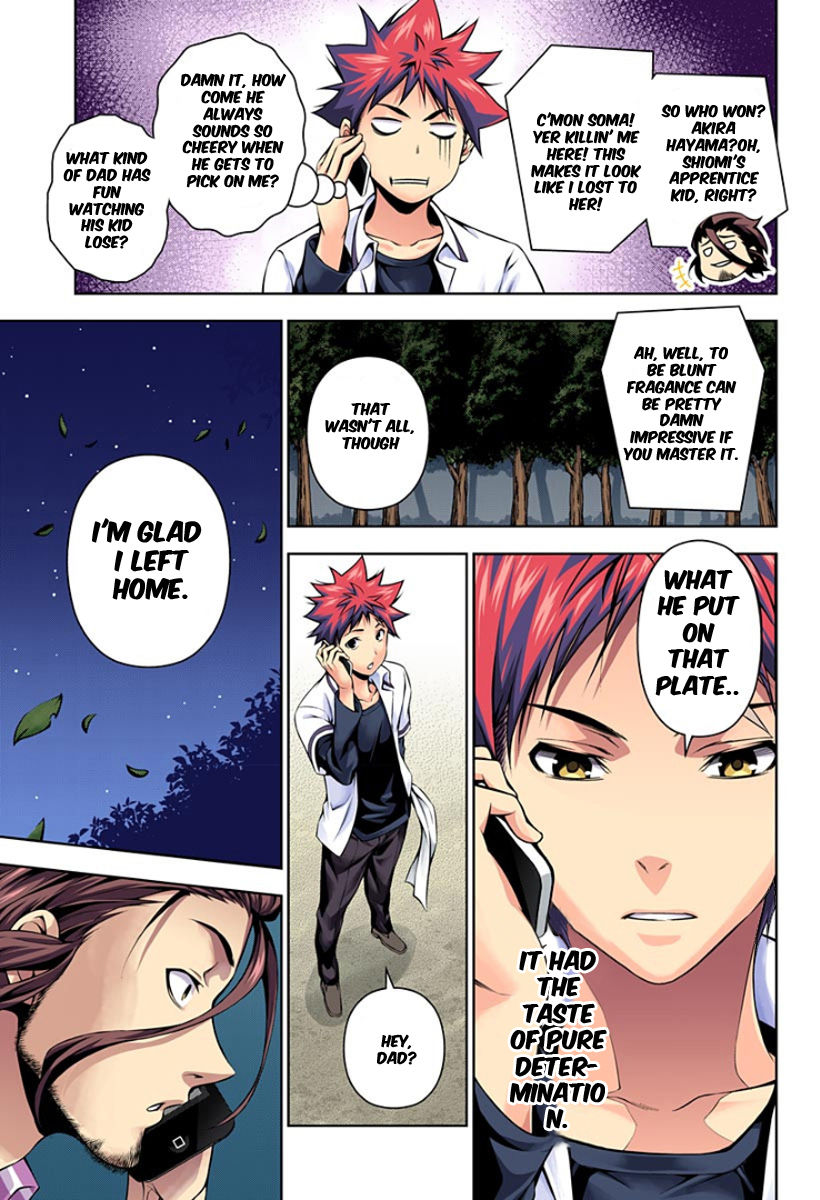 SO WHO WON?
AKIRA
HAYAMA?OH,
SHIOMI'S
APPRENTICE
KID, RIGHT?
C'MON SOMA!
YER KILLIN' ME
HERE! THIS
MAKES IT LOOK
LIKE I LOST TO
HER!
DAMN IT, HOW
COME HE
ALWAYS
SOUNDS SO
CHEERY WHEN
HE GETS TO
PICK ON ME?
WHAT KIND
OF DAD HAS
FUN
WATCHING
HIS KID
LOSE?
AH, WELL, TO
BE BLUNT
FRAGANCE CAN
BE PRETTY
DAMN
IMPRESSIVE IF
YOU MASTER IT.
THAT
WASN'T ALL,
THOUGH
WHAT
HE PUT
ON
THAT
PLATE..
IT HAD
THE
TASTE
OF PURE
DETER-
MINATIO
N.
HEY,
DAD?
I'M GLAD
I LEFT
HOME.